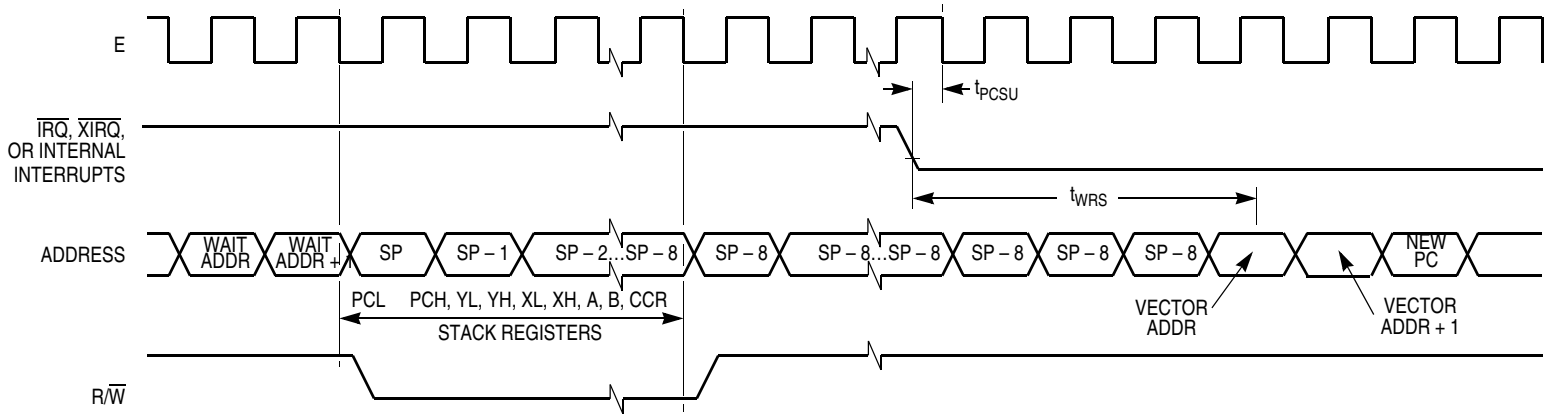 E
tPCSU
IRQ, XIRQ,
OR INTERNAL
INTERRUPTS
tWRS
ADDRESS
WAIT
ADDR
WAIT
ADDR + 1
SP
SP – 1
SP – 2...SP – 8
SP – 8
SP – 8...SP – 8
SP – 8
SP – 8
SP – 8
NEW
PC
PCL
PCH, YL, YH, XL, XH, A, B, CCR
STACK REGISTERS
VECTOR
ADDR
VECTOR
ADDR + 1
R/W